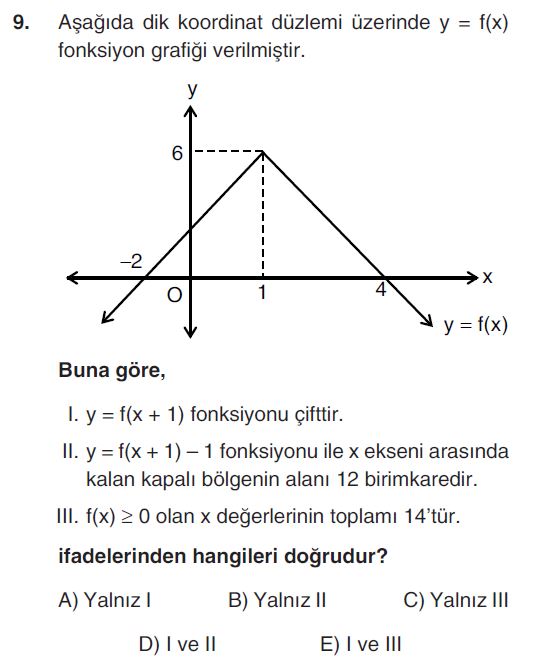 9. Aşağıda dik koordinat düzlemi üzerinde y = f(x)
fonksiyon grafiği verilmiştir.
y
6
–2
x
O
1
4
y = f(x)
Buna göre,
I. y = f(x + 1) fonksiyonu çifttir.
II. y = f(x + 1) – 1 fonksiyonu ile x ekseni arasında
kalan kapalı bölgenin alanı 12 birimkaredir.
III. f(x) ≥ 0 olan x değerlerinin toplamı 14'tür.
ifadelerinden hangileri doğrudur?
A) Yalnız I B) Yalnız II C) Yalnız III
D) I ve II E) I ve III